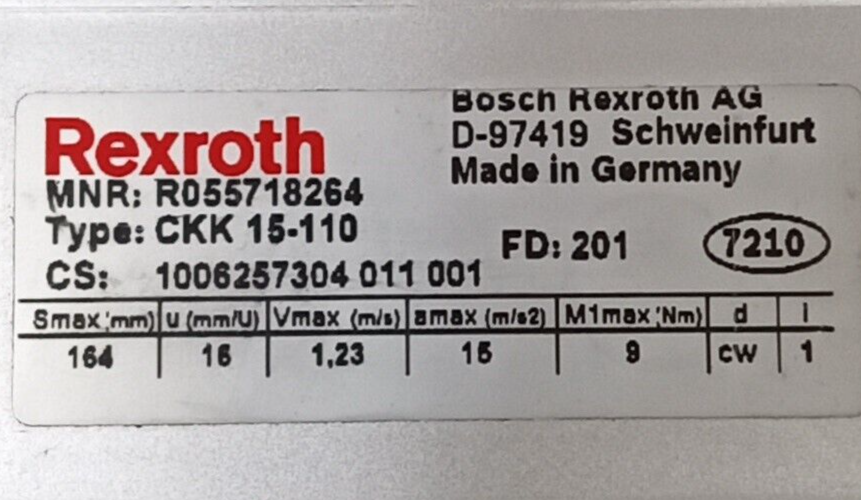 Rexroth
Bosch Rexroth AG
D-97419 Schweinfurt
Made in Germany
MNR: R055718264
Type: CKK 15-110
FD: 201
7210
CS: 1006257304 011 001
Smax (mm) u (mm/U) Vmax (m/s) amax (m/s2) M1max (Nm) d i
164 16 1,23 15 9 cw 1